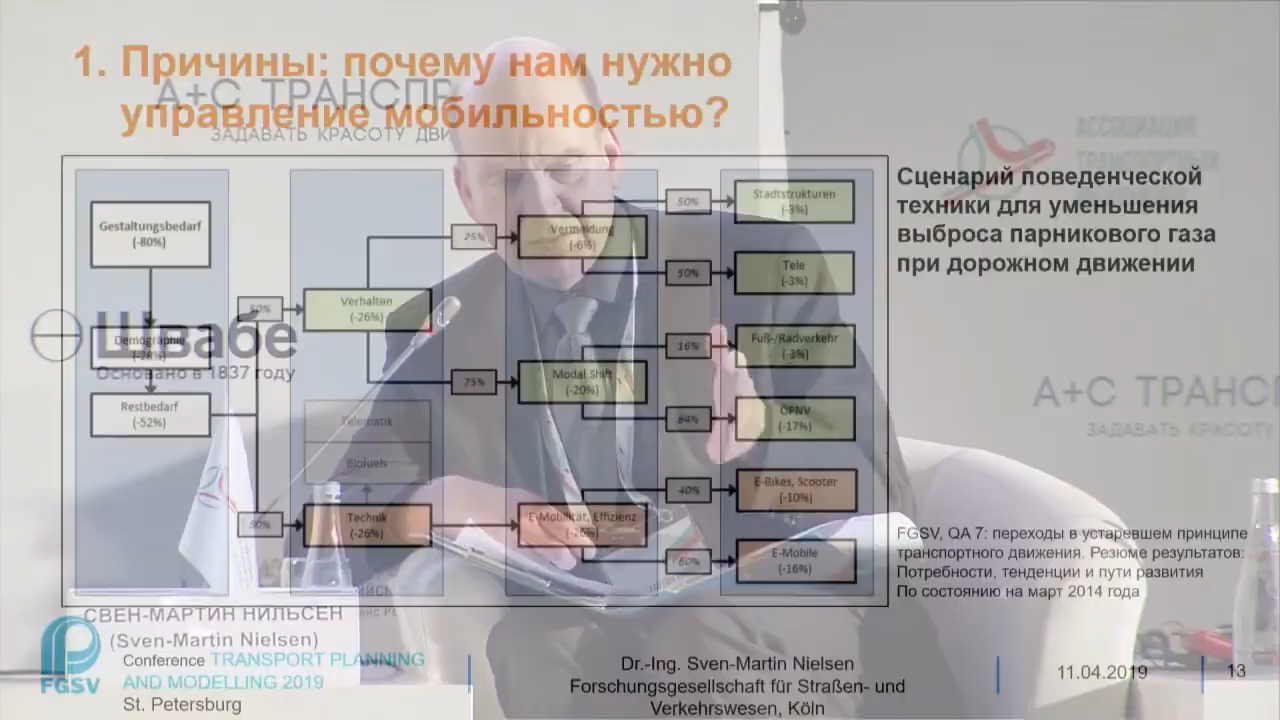 1. Причины: почему нам нужно
управление мобильностью?
А+С ТРАНСПР
ЗАДАВАТЬ КРАСОТУ ДВИ
АССОЦИАЦИЯ
ТРАНСПОРТНЫХ
Сценарий поведенческой
техники для уменьшения
выброса парникового газа
при дорожном движении
Gestaltungsbedarf
(-80%)
Demographie
(-28%)
Restbedarf
(-52%)
50%
50%
Verhalten
(-26%)
Telematik
Biofuels
Technik
(-26%)
25%
75%
Vermeidung
(-6%)
Modal Shift
(-20%)
E-Mobilität, Effizienz
(-26%)
50%
50%
16%
84%
40%
60%
Stadtstrukturen
(-3%)
Tele
(-3%)
Fuß-/Radverkehr
(-3%)
ÖPNV
(-17%)
E-Bikes, Scooter
(-10%)
E-Mobile
(-16%)
Швабе
Основано в 1837 году
А+С ТРАНСП
ЗАДАВАТЬ КРАСОТУ
FGSV, QA 7: переходы в устаревшем принципе
транспортного движения. Резюме результатов:
Потребности, тенденции и пути развития
По состоянию на март 2014 года
СВЕН-МАРТИН НИЛЬСЕН
(Sven-Martin Nielsen)
FGSV
Conference TRANSPORT PLANNING
AND MODELLING 2019
St. Petersburg
Dr.-Ing. Sven-Martin Nielsen
Forschungsgesellschaft für Straßen- und
Verkehrswesen, Köln
11.04.2019
13